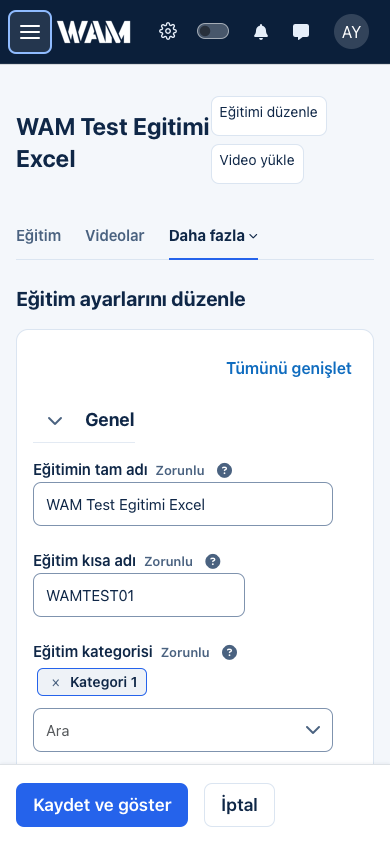 WAM
AY
WAM Test Egitimi
Excel
Eğitimi düzenle
Video yükle
Eğitim Videolar Daha fazla
Eğitim ayarlarını düzenle
Tümünü genişlet
Genel
Eğitimin tam adı Zorunlu ?
WAM Test Egitimi Excel
Eğitim kısa adı Zorunlu ?
WAMTEST01
Eğitim kategorisi Zorunlu ?
× Kategori 1
Ara
Kaydet ve göster İptal